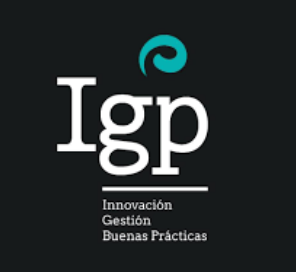 Igp
Innovación
Gestión
Buenas Prácticas